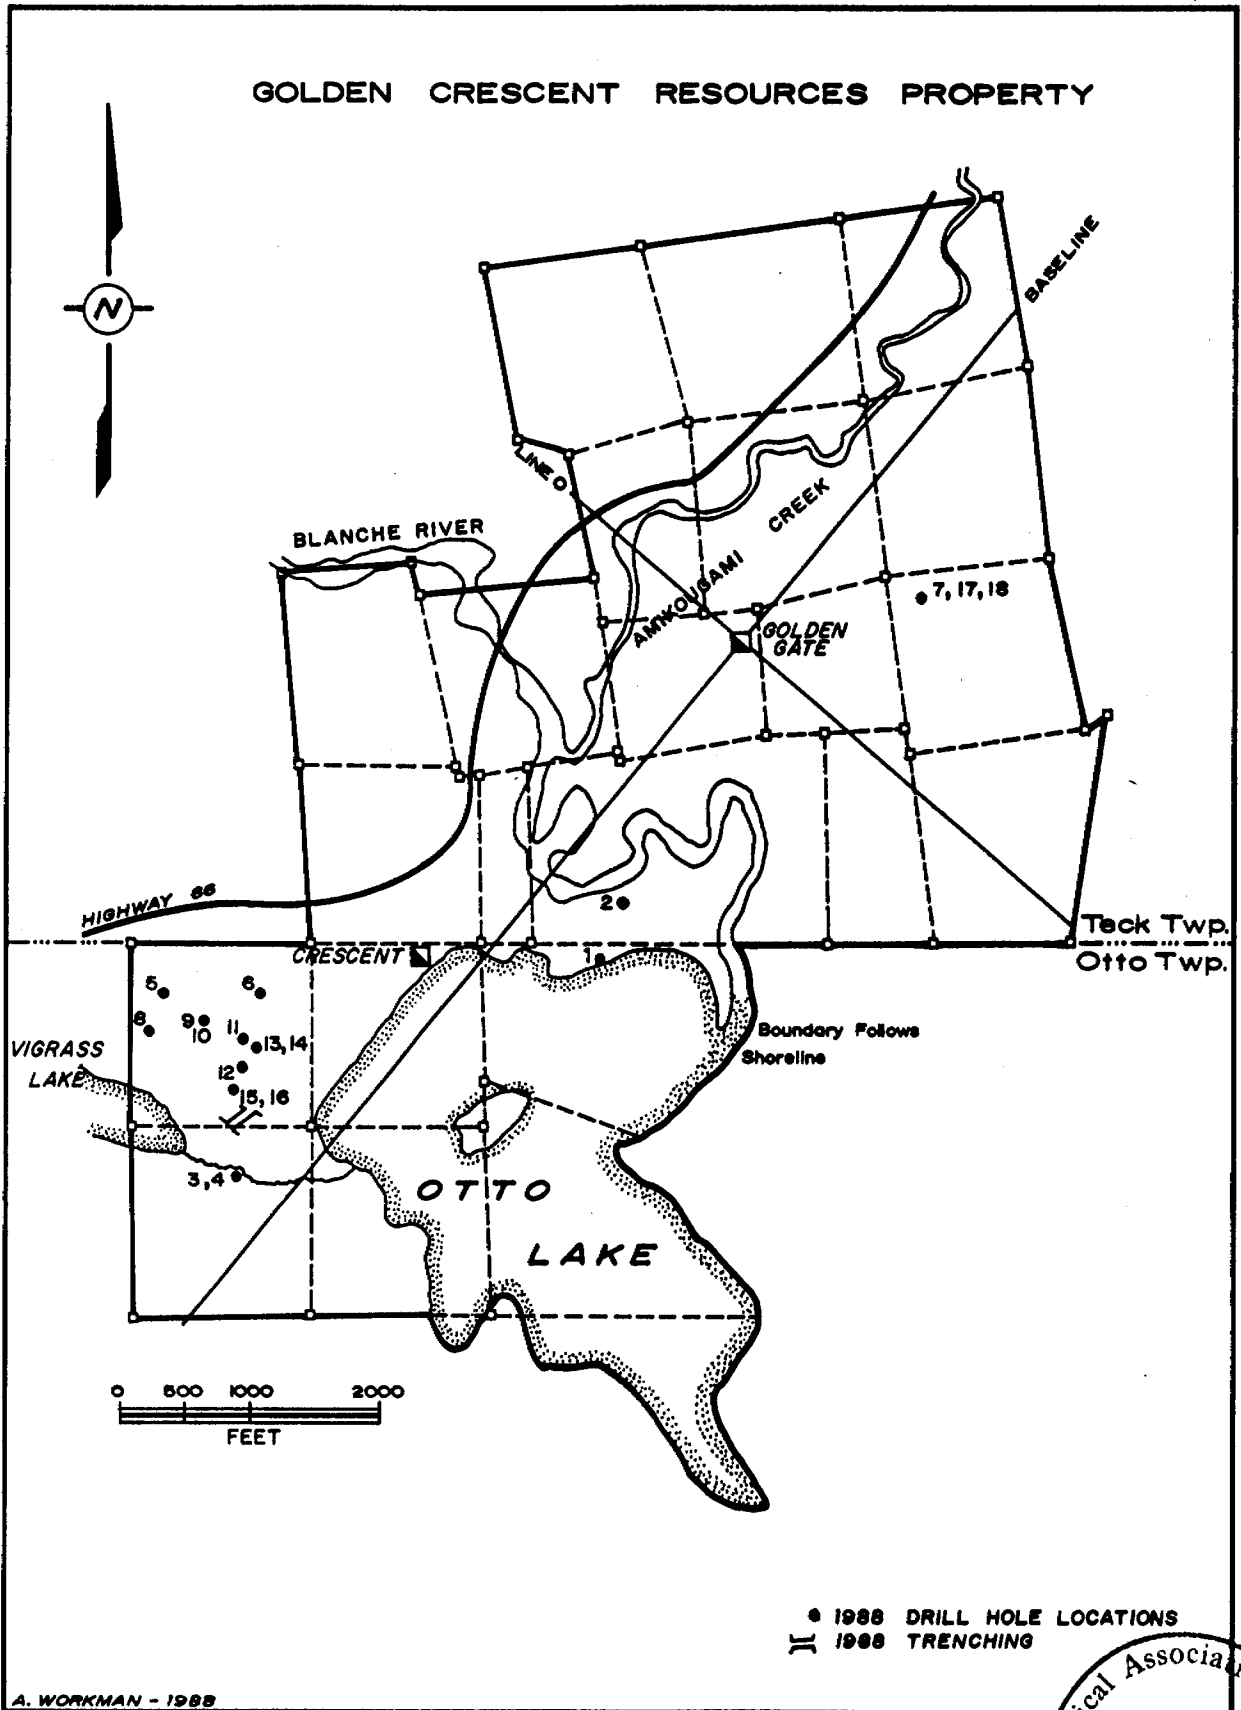 GOLDEN CRESCENT RESOURCES PROPERTY
N
BASELINE
LINE O
BLANCHE RIVER
AMIKOUGAMI CREEK
7, 17, 18
GOLDEN
GATE
HIGHWAY 66
2
Teck Twp.
CRESCENT
1
Otto Twp.
5
6
8
9
10
11
13, 14
12
15, 16
VIGRASS
LAKE
Boundary Follows
Shoreline
3, 4
OTTO
LAKE
0 500 1000 2000
FEET
1988 DRILL HOLE LOCATIONS
1988 TRENCHING
ical Associat
A. WORKMAN - 1988